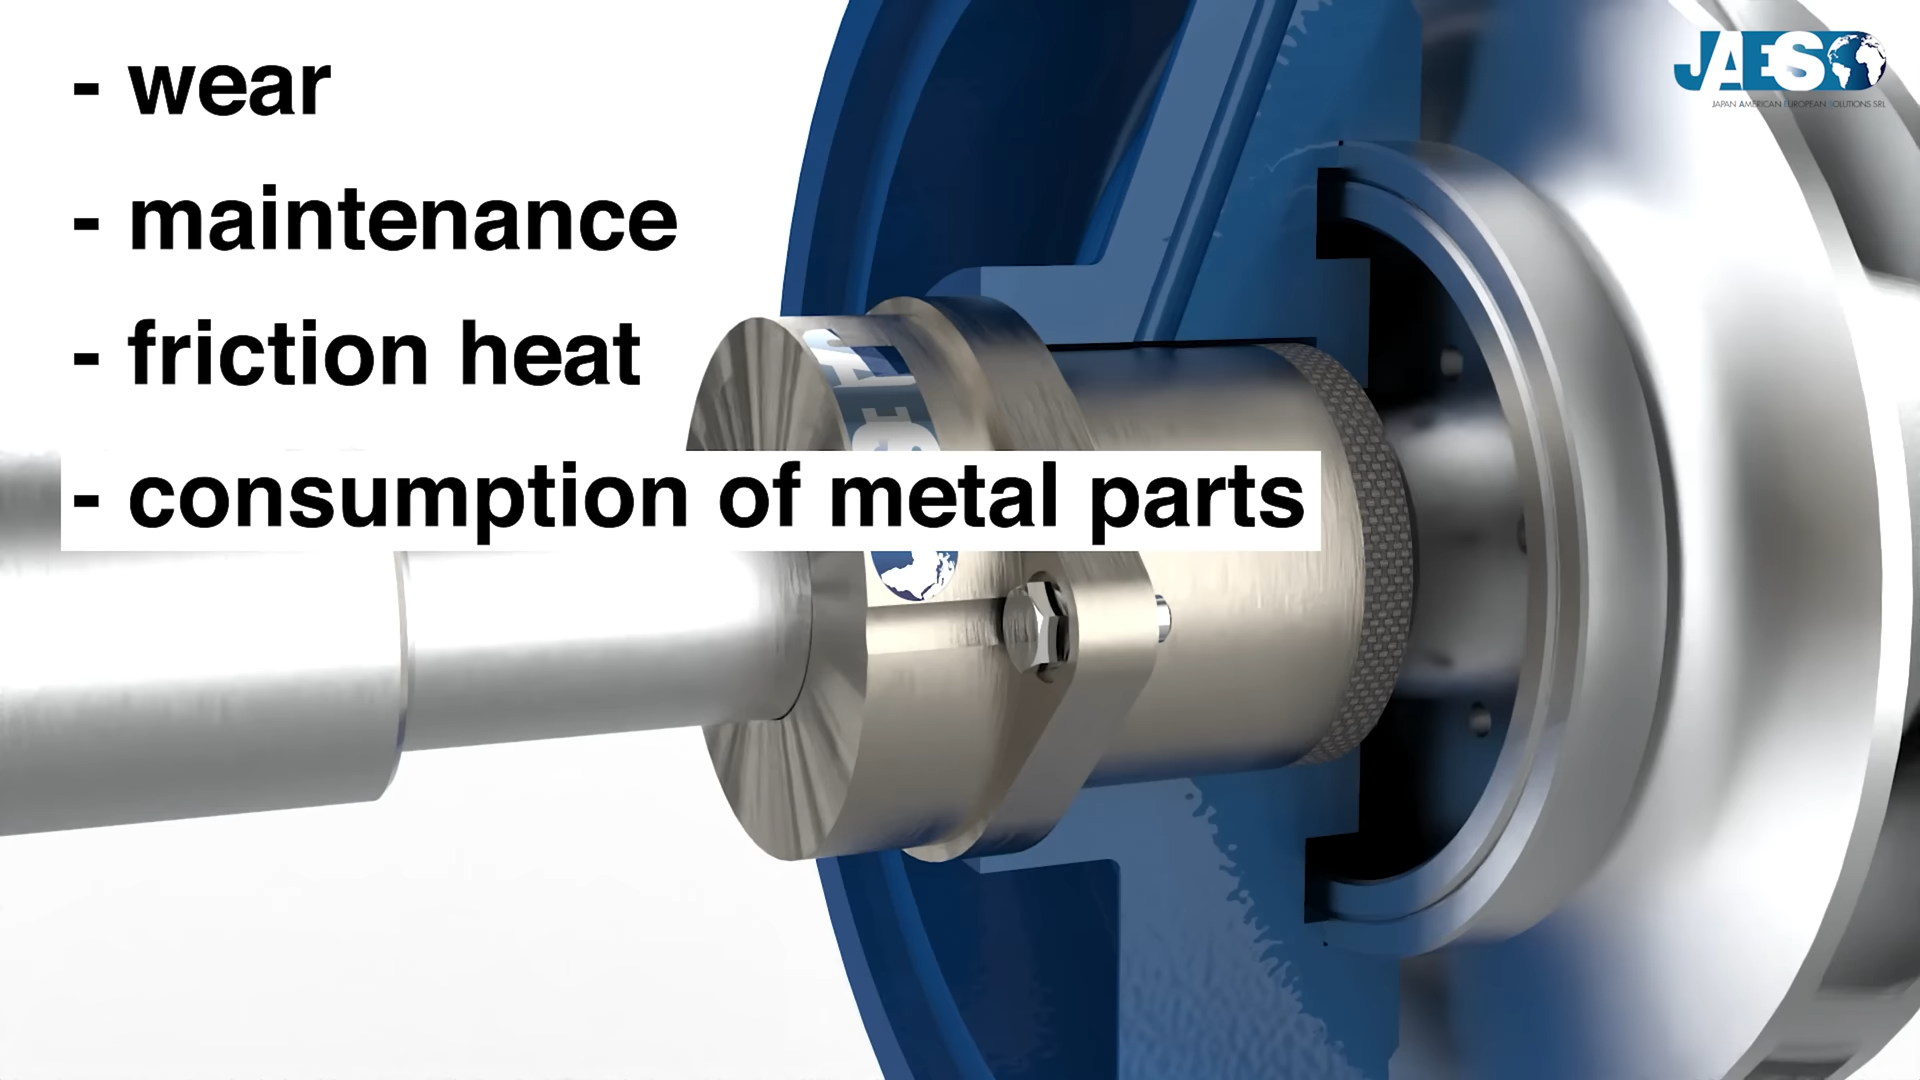 - wear
- maintenance
- friction heat
- consumption of metal parts
JAES
JAPAN AMERICAN EUROPEAN SOLUTIONS SRL